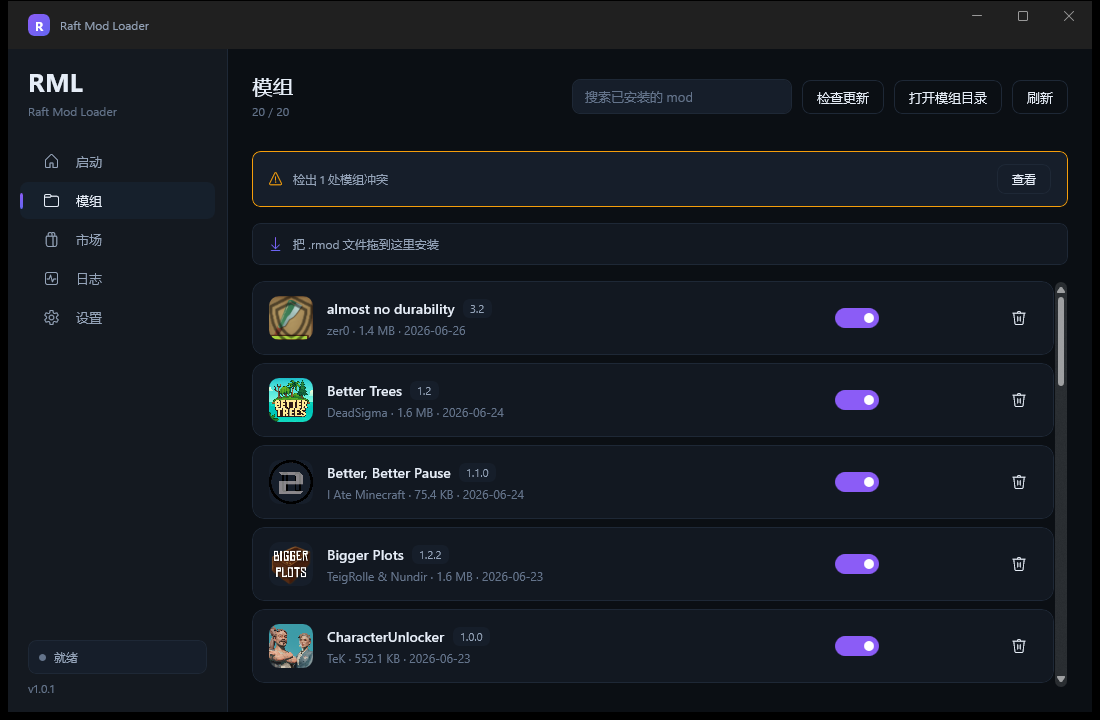 R Raft Mod Loader
RML
Raft Mod Loader
启动
模组
市场
日志
设置
就绪
v1.0.1
模组
20 / 20
搜索已安装的 mod
检查更新
打开模组目录
刷新
检出 1 处模组冲突
查看
把 .rmod 文件拖到这里安装
almost no durability 3.2
zer0 · 1.4 MB · 2026-06-26
BETTER
TREES
Better Trees 1.2
DeadSigma · 1.6 MB · 2026-06-24
Better, Better Pause 1.1.0
I Ate Minecraft · 75.4 KB · 2026-06-24
BIGGER
PLOTS
Bigger Plots 1.2.2
TeigRolle & Nundir · 1.6 MB · 2026-06-23
CharacterUnlocker 1.0.0
TeK · 552.1 KB · 2026-06-23